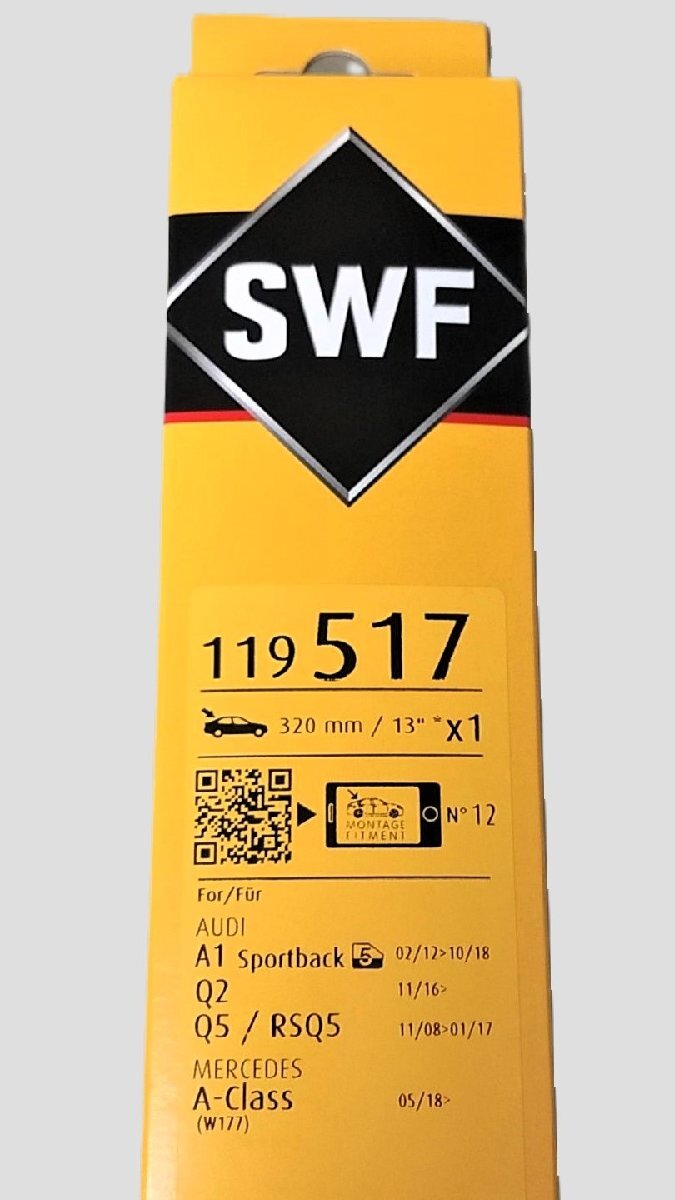 SWF
119 517
320 mm / 13" * x1
MONTAGE
FITMENT
N° 12
For/Für
AUDI
A1 Sportback 5 02/12>10/18
Q2 11/16>
Q5 / RSQ5 11/08>01/17
MERCEDES
A-Class 05/18>
(W177)